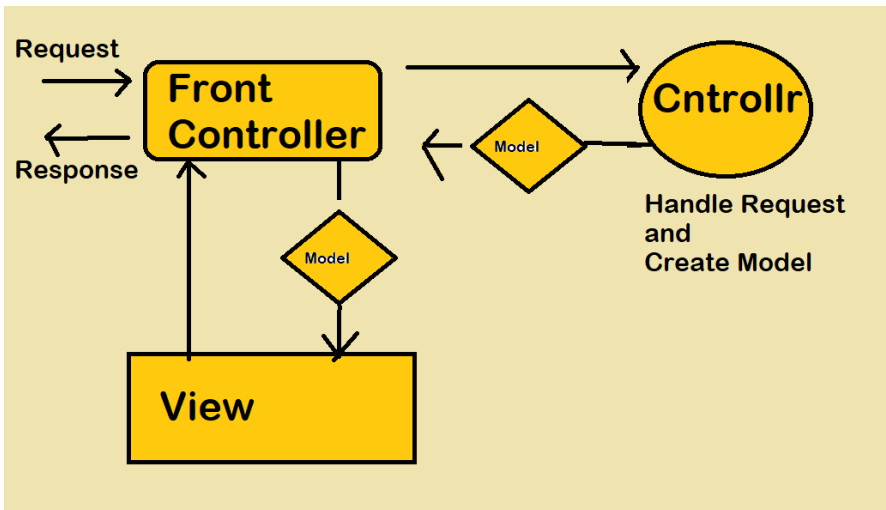 Request
Front
Controller
Response
Cntrollr
Model
Handle Request
and
Create Model
Model
View